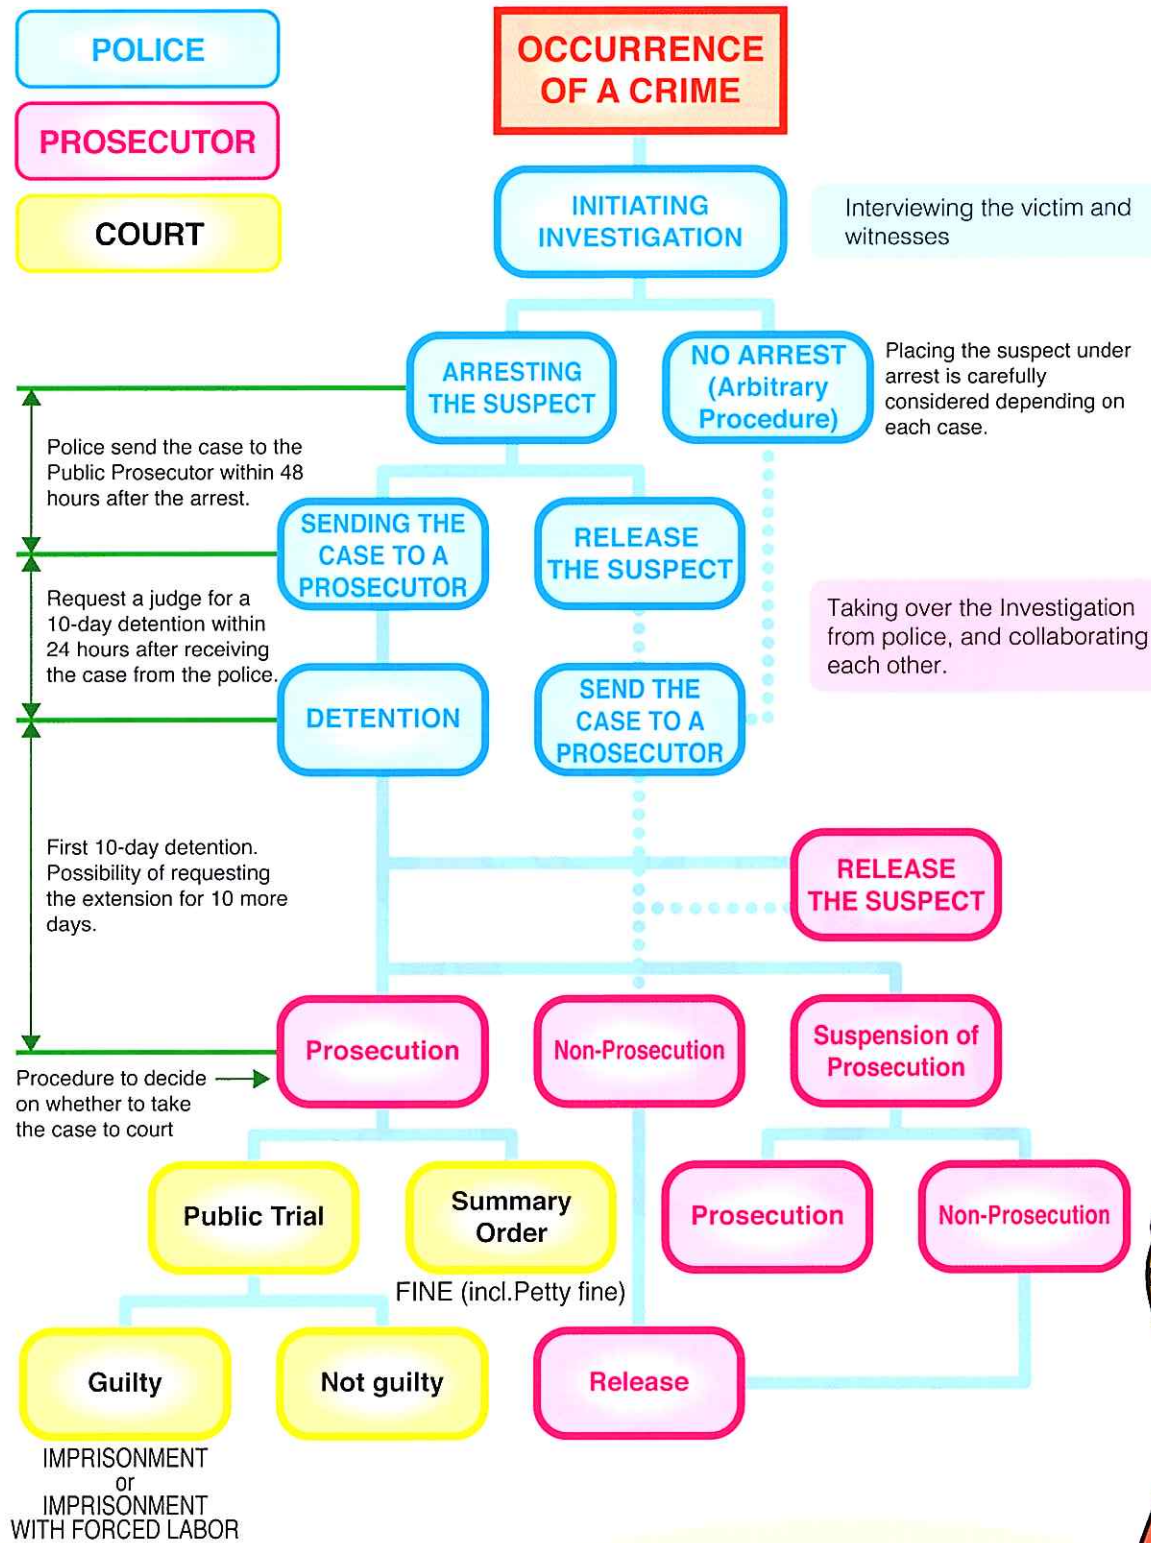 POLICE
PROSECUTOR
COURT
OCCURRENCE
OF A CRIME
INITIATING
INVESTIGATION
Interviewing the victim and
witnesses
ARRESTING
THE SUSPECT
NO ARREST
(Arbitrary
Procedure)
Placing the suspect under
arrest is carefully
considered depending on
each case.
Police send the case to the
Public Prosecutor within 48
hours after the arrest.
SENDING THE
CASE TO A
PROSECUTOR
RELEASE
THE SUSPECT
Request a judge for a
10-day detention within
24 hours after receiving
the case from the police.
Taking over the Investigation
from police, and collaborating
each other.
DETENTION
SEND THE
CASE TO A
PROSECUTOR
First 10-day detention.
Possibility of requesting
the extension for 10 more
days.
RELEASE
THE SUSPECT
Prosecution
Non-Prosecution
Suspension of
Prosecution
Procedure to decide
on whether to take
the case to court
Public Trial
Summary
Order
Prosecution
Non-Prosecution
FINE (incl.Petty fine)
Guilty
Not guilty
Release
IMPRISONMENT
or
IMPRISONMENT
WITH FORCED LABOR